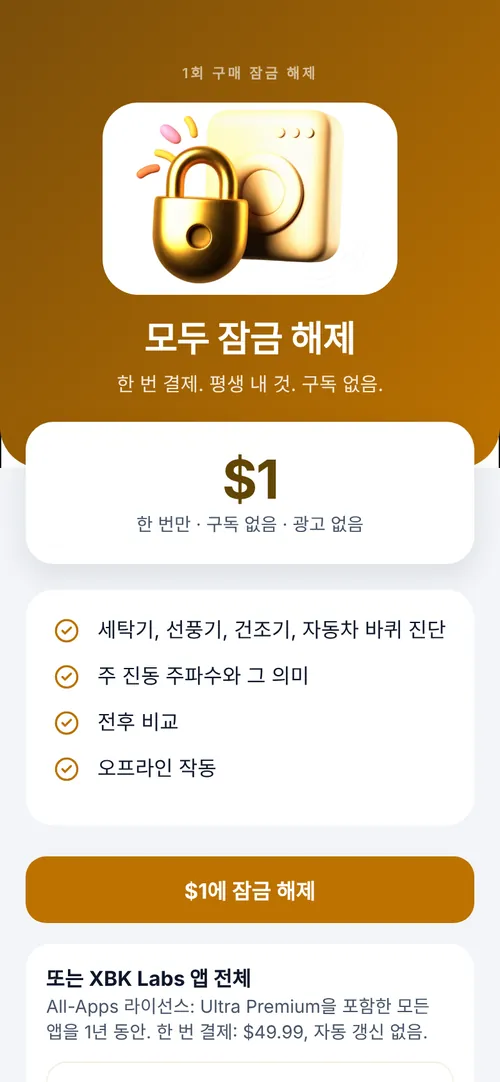 1회 구매 잠금 해제
모두 잠금 해제
한 번 결제. 평생 내 것. 구독 없음.
$1
한 번만 · 구독 없음 · 광고 없음
세탁기, 선풍기, 건조기, 자동차 바퀴 진단
주 진동 주파수와 그 의미
전후 비교
오프라인 작동
$1에 잠금 해제
또는 XBK Labs 앱 전체
All-Apps 라이선스: Ultra Premium을 포함한 모든
앱을 1년 동안. 한 번 결제: $49.99, 자동 갱신 없음.